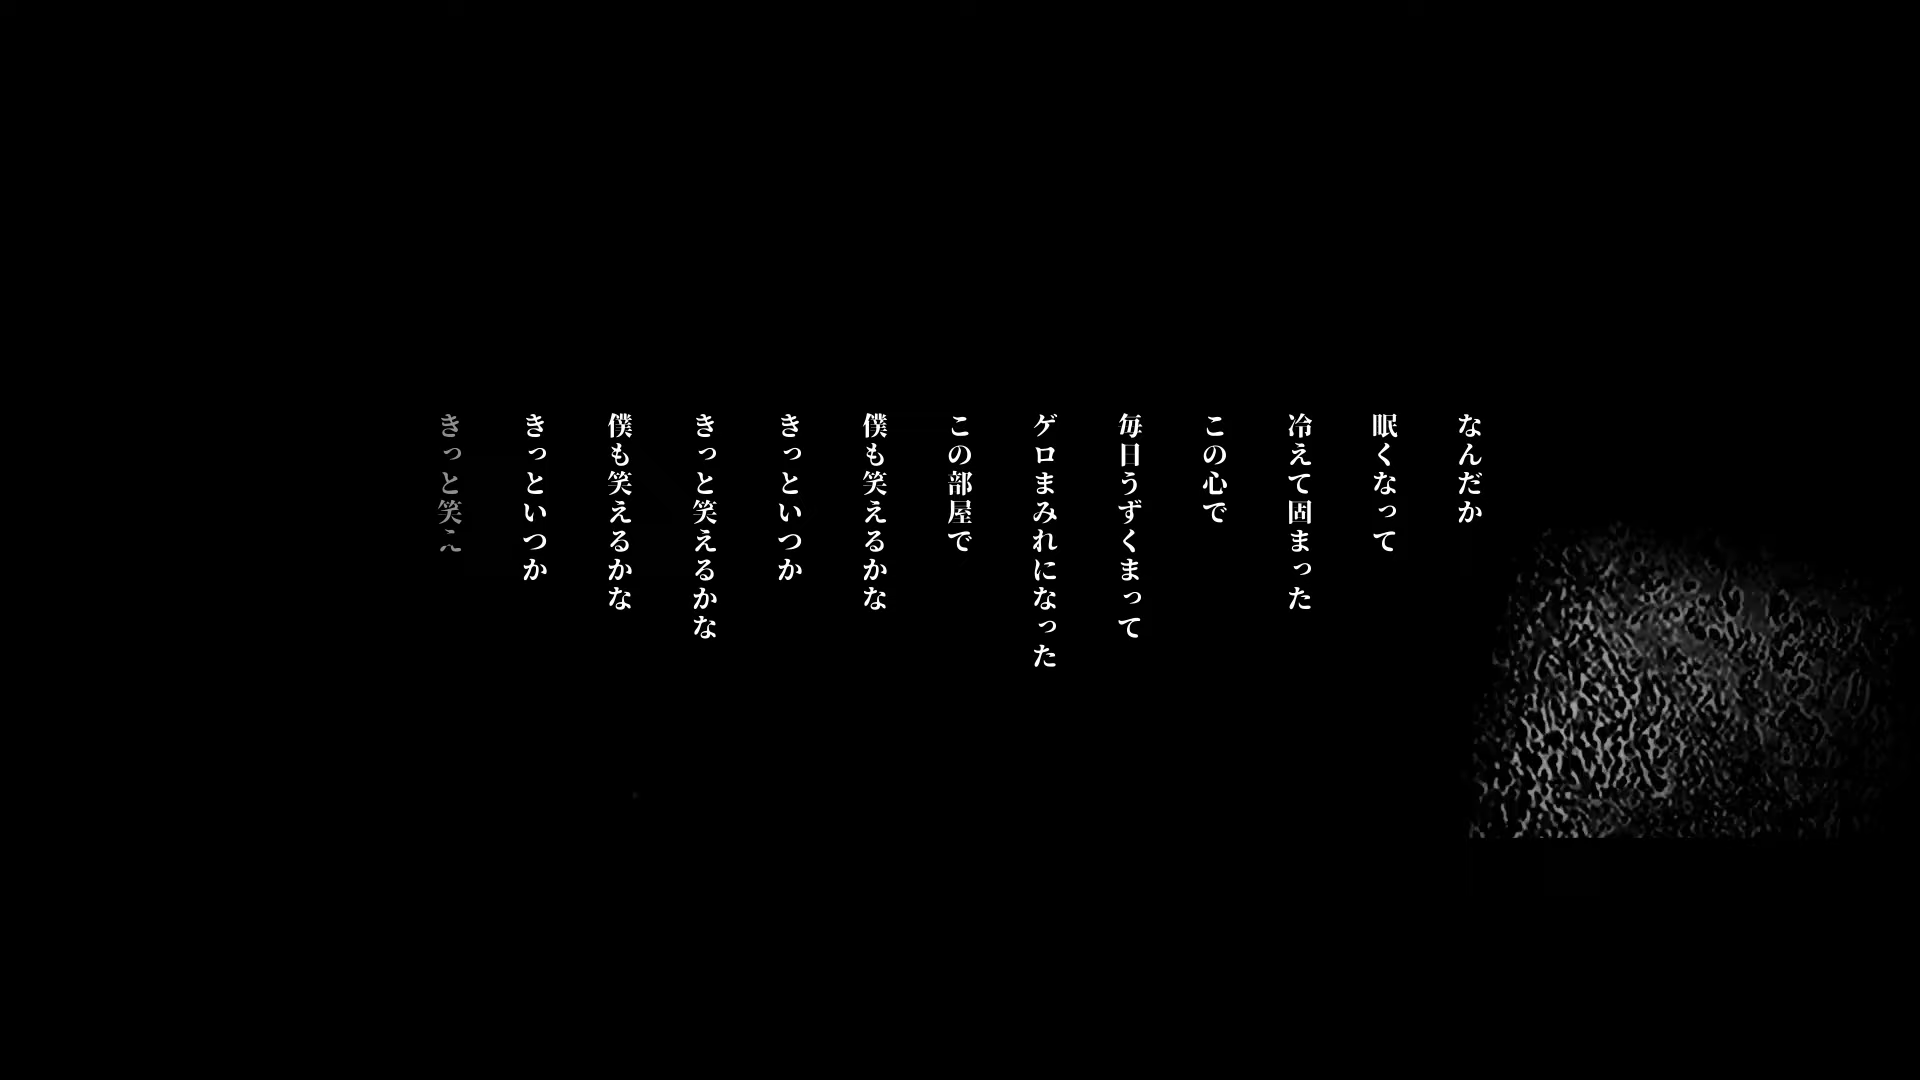 なんだか
眠くなって
冷えて固まった
この心で
毎日うずくまって
ゲロまみれになった
この部屋で
僕も笑えるかな
きっといつか
きっと笑えるかな
僕も笑えるかな
きっといつか
きっと笑え